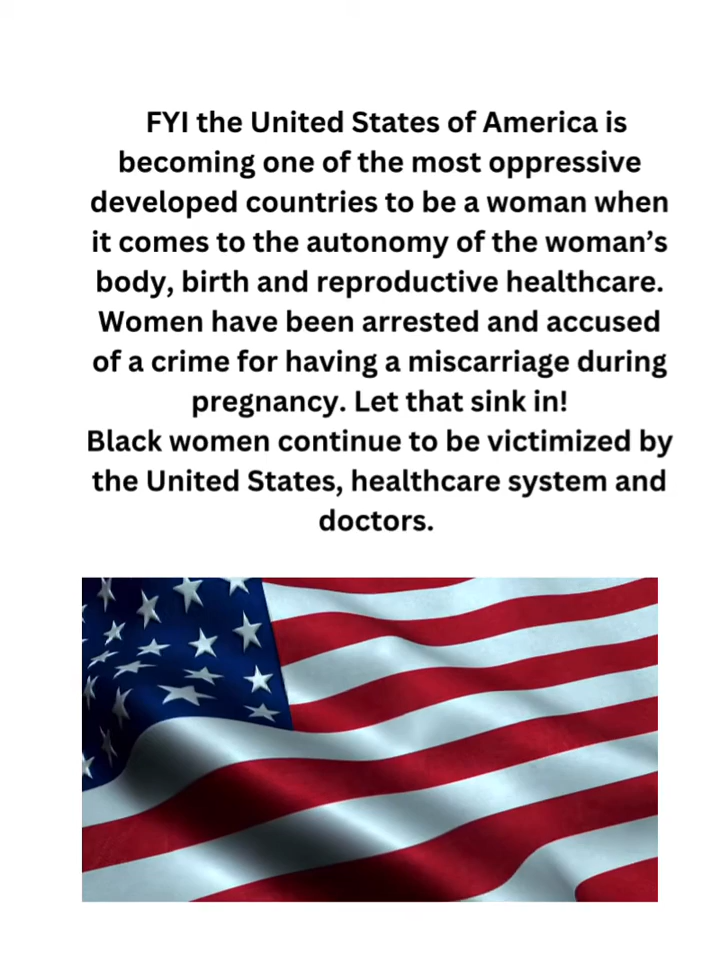 FYI the United States of America is
becoming one of the most oppressive
developed countries to be a woman when
it comes to the autonomy of the woman’s
body, birth and reproductive healthcare.
Women have been arrested and accused
of a crime for having a miscarriage during
pregnancy. Let that sink in!
Black women continue to be victimized by
the United States, healthcare system and
doctors.